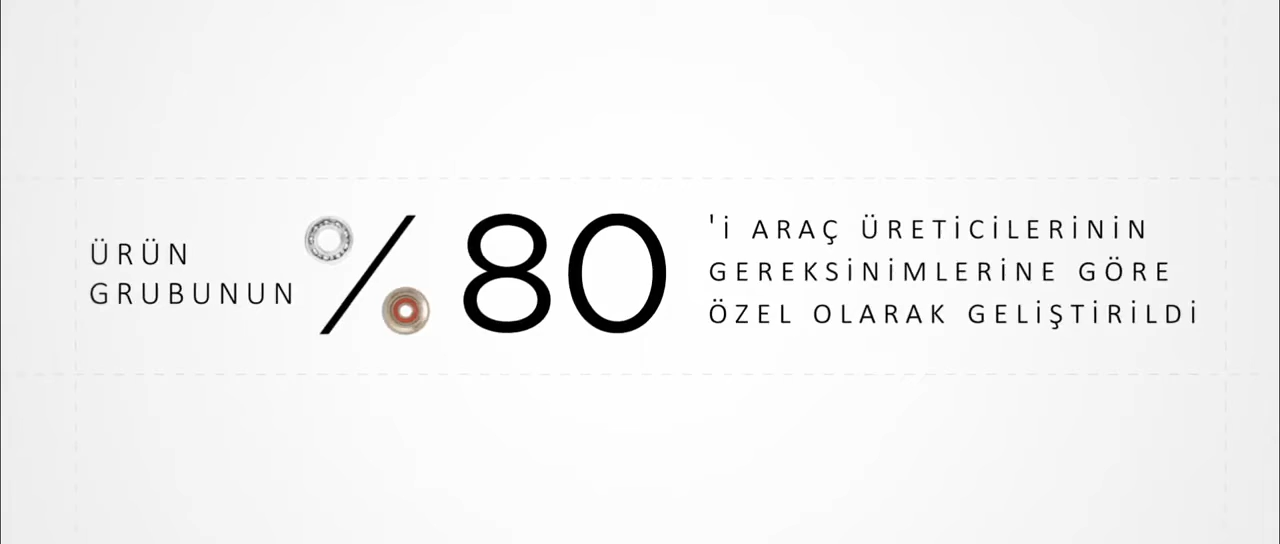 ÜRÜN
GRUBUNUN
%80
'İ ARAÇ ÜRETİCİLERİNİN
GEREKSİNİMLERİNE GÖRE
ÖZEL OLARAK GELİŞTİRİLDİ